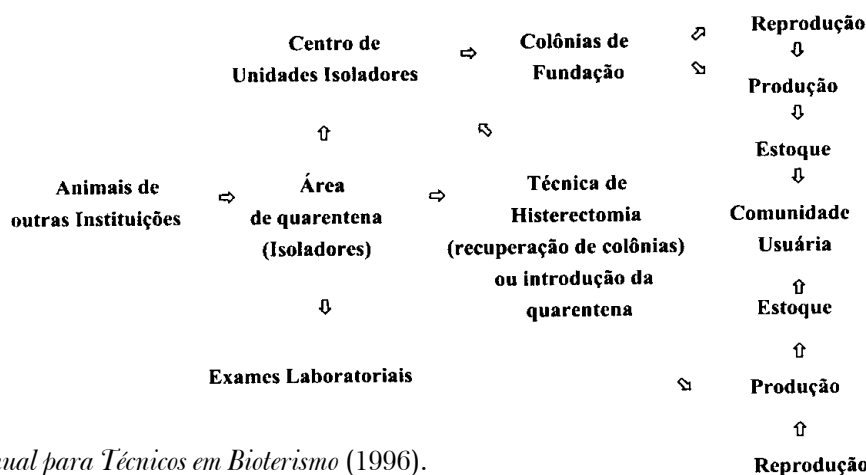 Centro de
Unidades Isoladores
Colônias de
Fundação
Reprodução
Produção
Estoque
Animais de
outras Instituições
Área
de quarentena
(Isoladores)
Técnica de
Histerectomia
(recuperação de colônias)
ou introdução da
quarentena
Comunidade
Usuária
Estoque
Exames Laboratoriais
Produção
Reprodução
nual para Técnicos em Bioterismo (1996).